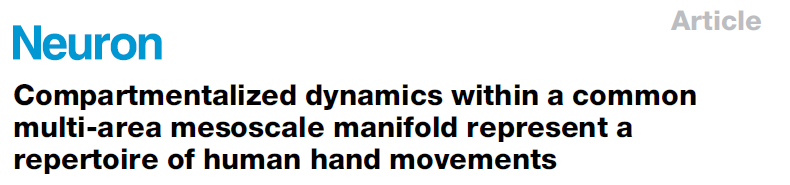 Article
Neuron
Compartmentalized dynamics within a common
multi-area mesoscale manifold represent a
repertoire of human hand movements